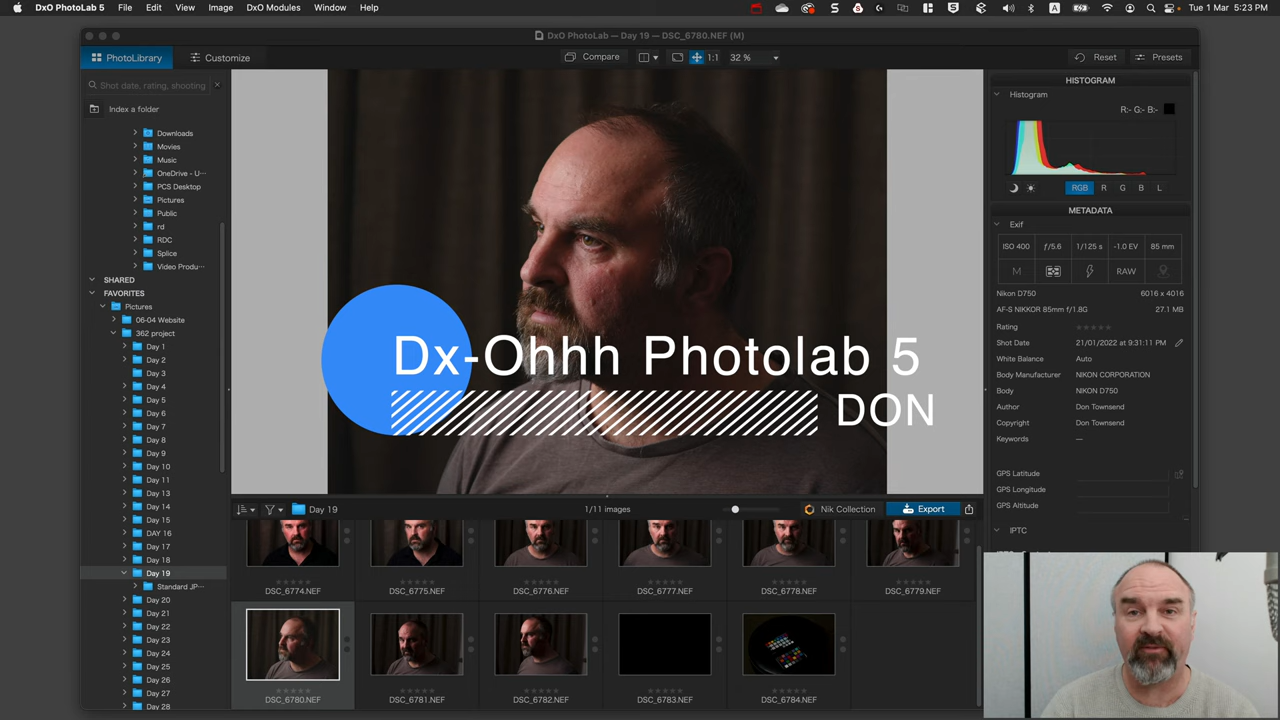 DxO PhotoLab File Edit View Image DxO Modules Window Help
Tue 1 Mar 5:23 PM
DxO PhotoLab — Day 19 — DSC_6780.NEF (M)
PhotoLibrary Customize
Compare 1:1 32 %
Reset Presets
Shot date, rating, shooting
Index a folder
Downloads
Movies
Music
OneDrive - U···
PCS Desktop
Pictures
Public
rd
RDC
Splice
Video Produ···
SHARED
FAVORITES
Pictures
06-04 Website
362 project
Day 1
Day 2
Day 3
Day 4
Day 5
Day 6
Day 7
Day 8
Day 9
Day 10
Day 11
Day 13
Day 14
Day 15
DAY 16
Day 17
Day 18
Day 19
Standard JP···
Day 20
Day 21
Day 22
Day 23
Day 24
Day 25
Day 26
Day 27
Day 28
Dx-Ohhh Photolab 5
DON
Day 19
1/11 images
Nik Collection
Export
DSC_6774.NEF
DSC_6775.NEF
DSC_6776.NEF
DSC_6777.NEF
DSC_6778.NEF
DSC_6779.NEF
DSC_6780.NEF
DSC_6781.NEF
DSC_6782.NEF
DSC_6783.NEF
DSC_6784.NEF
HISTOGRAM
Histogram
R:- G:- B:-
RGB R G B L
METADATA
Exif
ISO 400 ƒ/5.6 1/125 s -1.0 EV 85 mm
M RAW
Nikon D750 6016 x 4016
AF-S NIKKOR 85mm f/1.8G 27.1 MB
Rating
Shot Date 21/01/2022 at 9:31:11 PM
White Balance Auto
Body Manufacturer NIKON CORPORATION
Body NIKON D750
Author Don Townsend
Copyright Don Townsend
Keywords —
GPS Latitude
GPS Longitude
GPS Altitude
IPTC